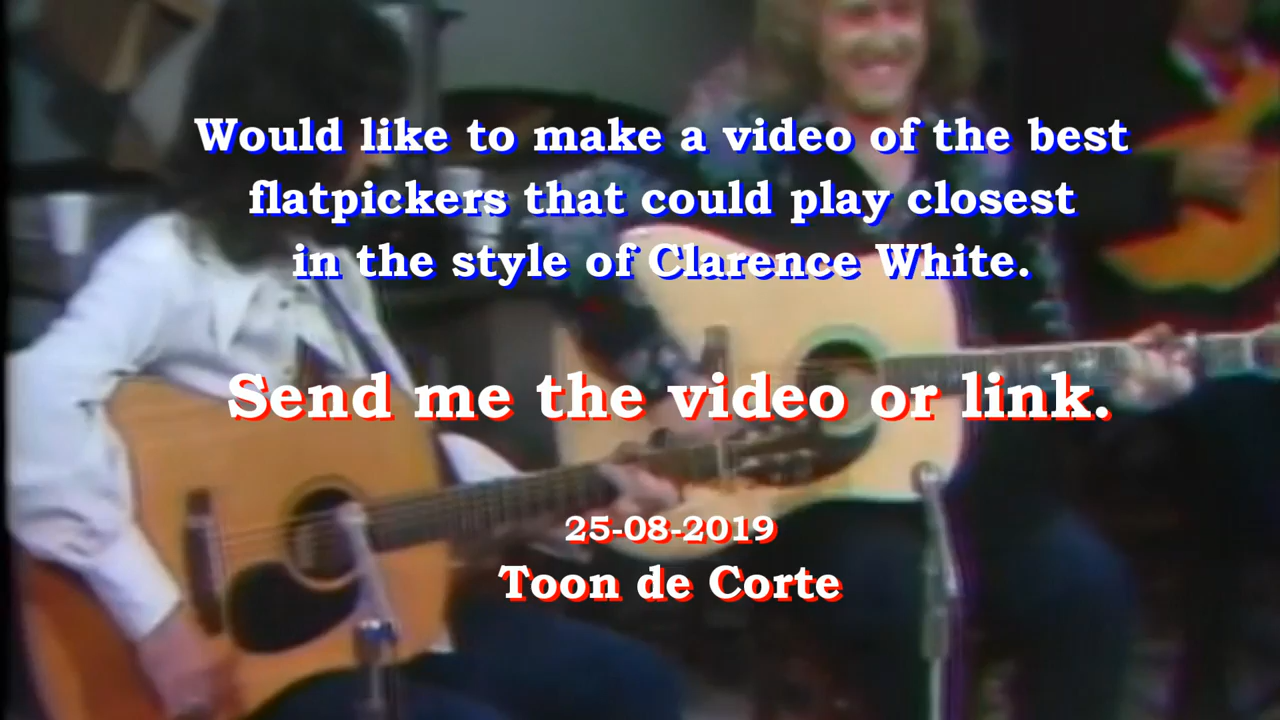 Would like to make a video of the best
flatpickers that could play closest
in the style of Clarence White.
Send me the video or link.
25-08-2019
Toon de Corte